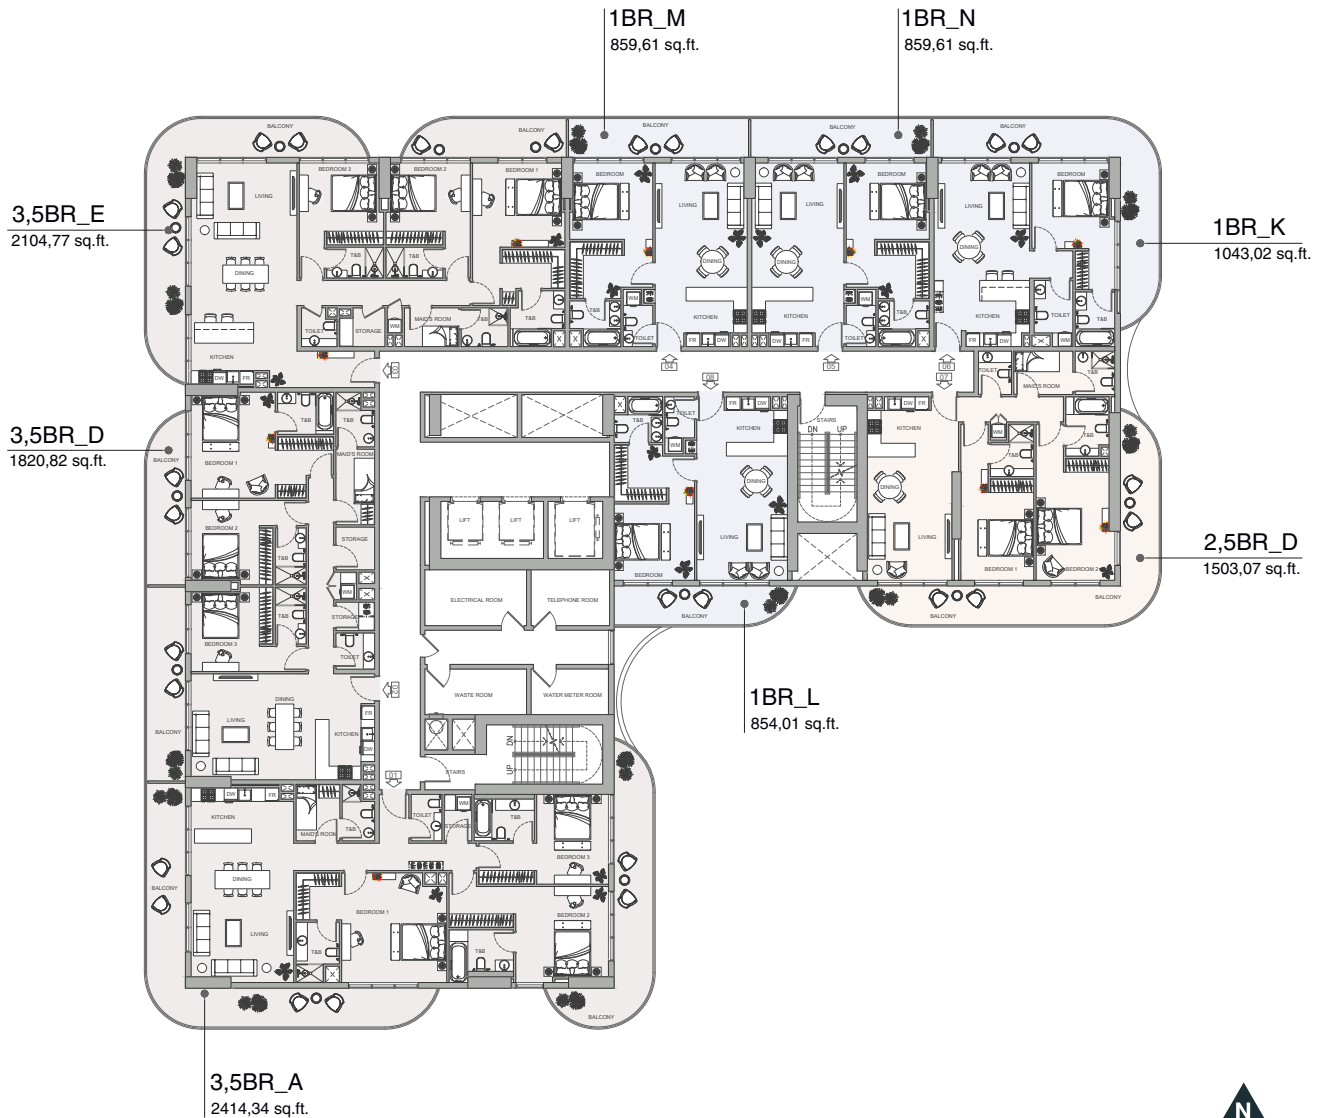 1BR_M
859,61 sq.ft.
1BR_N
859,61 sq.ft.
3,5BR_E
2104,77 sq.ft.
1BR_K
1043,02 sq.ft.
3,5BR_D
1820,82 sq.ft.
2,5BR_D
1503,07 sq.ft.
1BR_L
854,01 sq.ft.
3,5BR_A
2414,34 sq.ft.
N
BALCONY
BALCONY
BALCONY
BALCONY
BALCONY
LIVING
BEDROOM 3
BEDROOM 2
BEDROOM 1
BEDROOM
LIVING
LIVING
BEDROOM
LIVING
BEDROOM
DINING
T&B
T&B
DINING
DINING
DINING
TOILET
STORAGE
WM
MAID'S ROOM
T&B
T&B
X
X
T&B
WM
TOILET
KITCHEN
KITCHEN
WM
TOILET
T&B
X
KITCHEN
TOILET
T&B
KITCHEN
DW
FR
FR
DW
DW
FR
FR
DW
X
WM
03
04
05
06
07
08
TOILET
MAID'S ROOM
T&B
BALCONY
BEDROOM 1
T&B
T&B
MAID'S ROOM
X
T&B
TOILET
WM
FR
DW
KITCHEN
STAIRS
DN UP
FR
KITCHEN
WM
T&B
T&B
BEDROOM 2
T&B
STORAGE
LIFT
LIFT
LIFT
DINING
DINING
LIVING
LIVING
BEDROOM
BEDROOM 1
BEDROOM 2
WM
STORAGE
T&B
BEDROOM 3
TOILET
ELECTRICAL ROOM
TELEPHONE ROOM
BALCONY
BALCONY
BALCONY
02
DINING
LIVING
KITCHEN
FR
DW
BALCONY
WASTE ROOM
WATER METER ROOM
X
DN
UP
STAIRS
01
DW
FR
KITCHEN
MAID'S ROOM
T&B
TOILET
WM
STORAGE
T&B
BEDROOM 3
BALCONY
DINING
BEDROOM 1
BEDROOM 2
LIVING
T&B
X
T&B
BALCONY